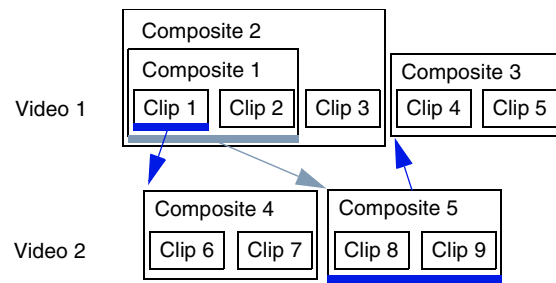 Composite 2
Composite 1
Composite 3
Video 1
Clip 1
Clip 2
Clip 3
Clip 4
Clip 5
Composite 4
Composite 5
Video 2
Clip 6
Clip 7
Clip 8
Clip 9